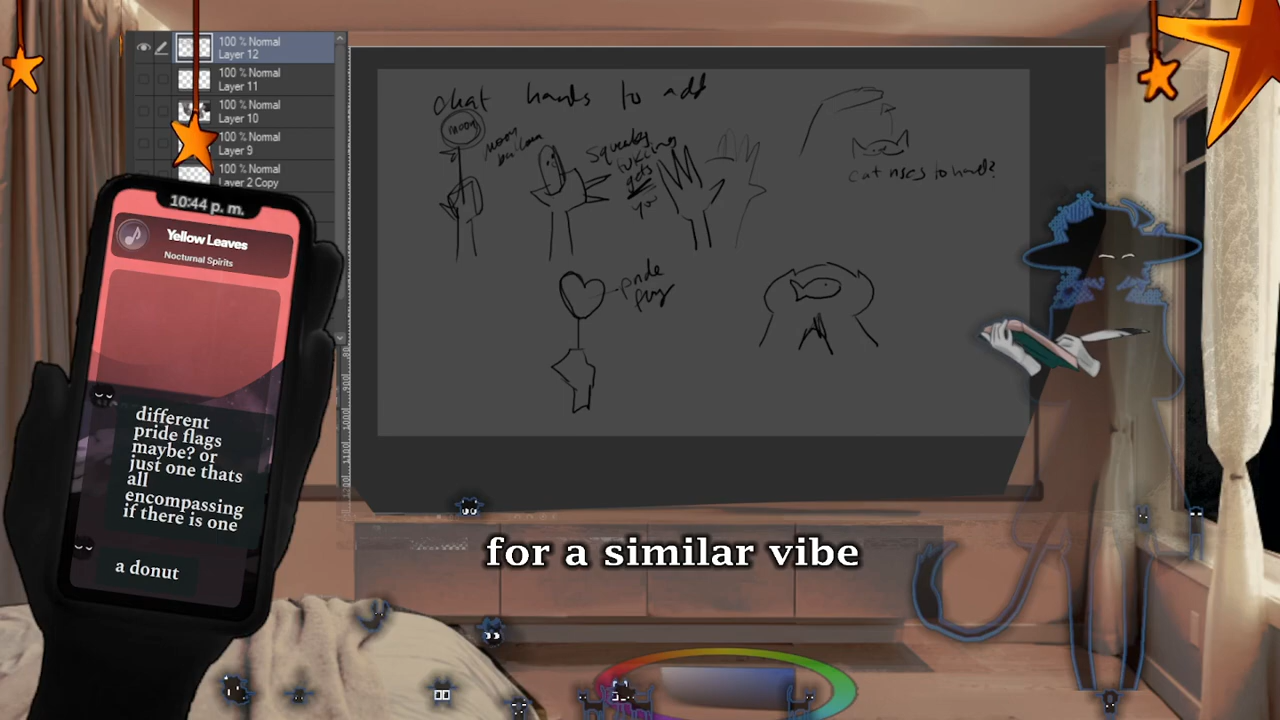 100 % Normal
Layer 12
100 % Normal
Layer 11
100 % Normal
Layer 10
100 % Normal
Layer 9
100 % Normal
Layer 2 Copy
chat hands to add
moon
moon
balloon
squeaky
gets
you
cat rises to hand?
pride
flag
10:44 p. m.
Yellow Leaves
Nocturnal Spirits
different
pride flags
maybe? or
just one thats
all
encompassing
if there is one
a donut
for a similar vibe